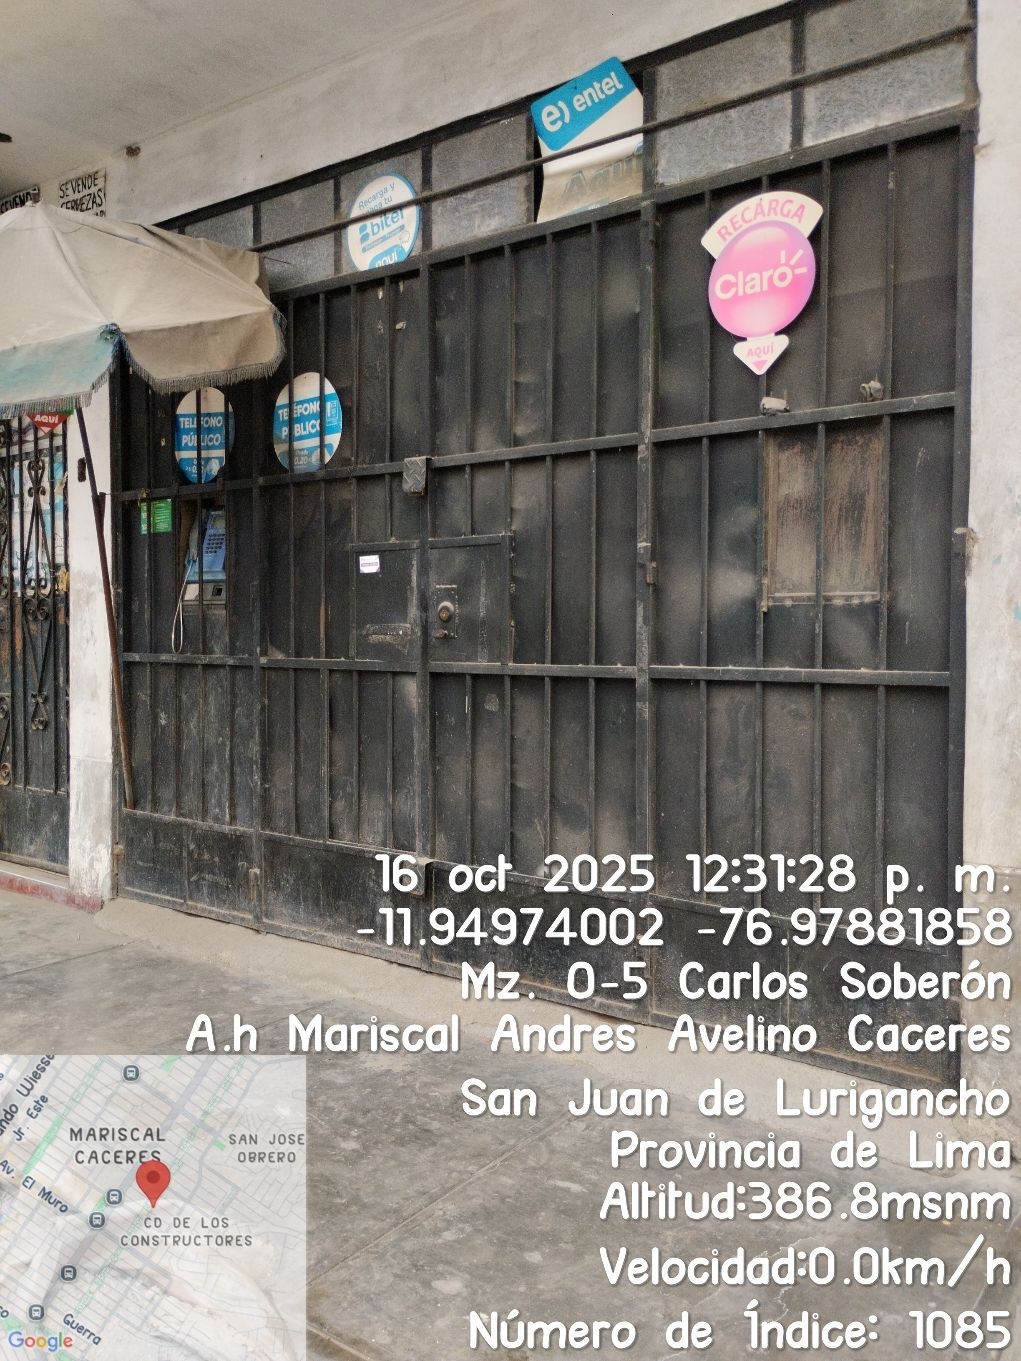 SE VENDE
CERVEZAS
entel
Recarga y
tu
bitel
aquí
RECARGA
Claro
AQUÍ
AQUÍ
TELÉFONO
PÚBLICO
TELÉFONO
PÚBLICO
0.20
16 oct 2025 12:31:28 p. m.
-11.94974002 -76.97881858
Mz. O-5 Carlos Soberón
A.h Mariscal Andres Avelino Caceres
San Juan de Lurigancho
Provincia de Lima
Altitud:386.8msnm
Velocidad:0.0km/h
Número de Índice: 1085
Jr. Este
MARISCAL
CACERES
SAN JOSE
OBRERO
Av. El Muro
CD DE LOS
CONSTRUCTORES
Guerra
Google